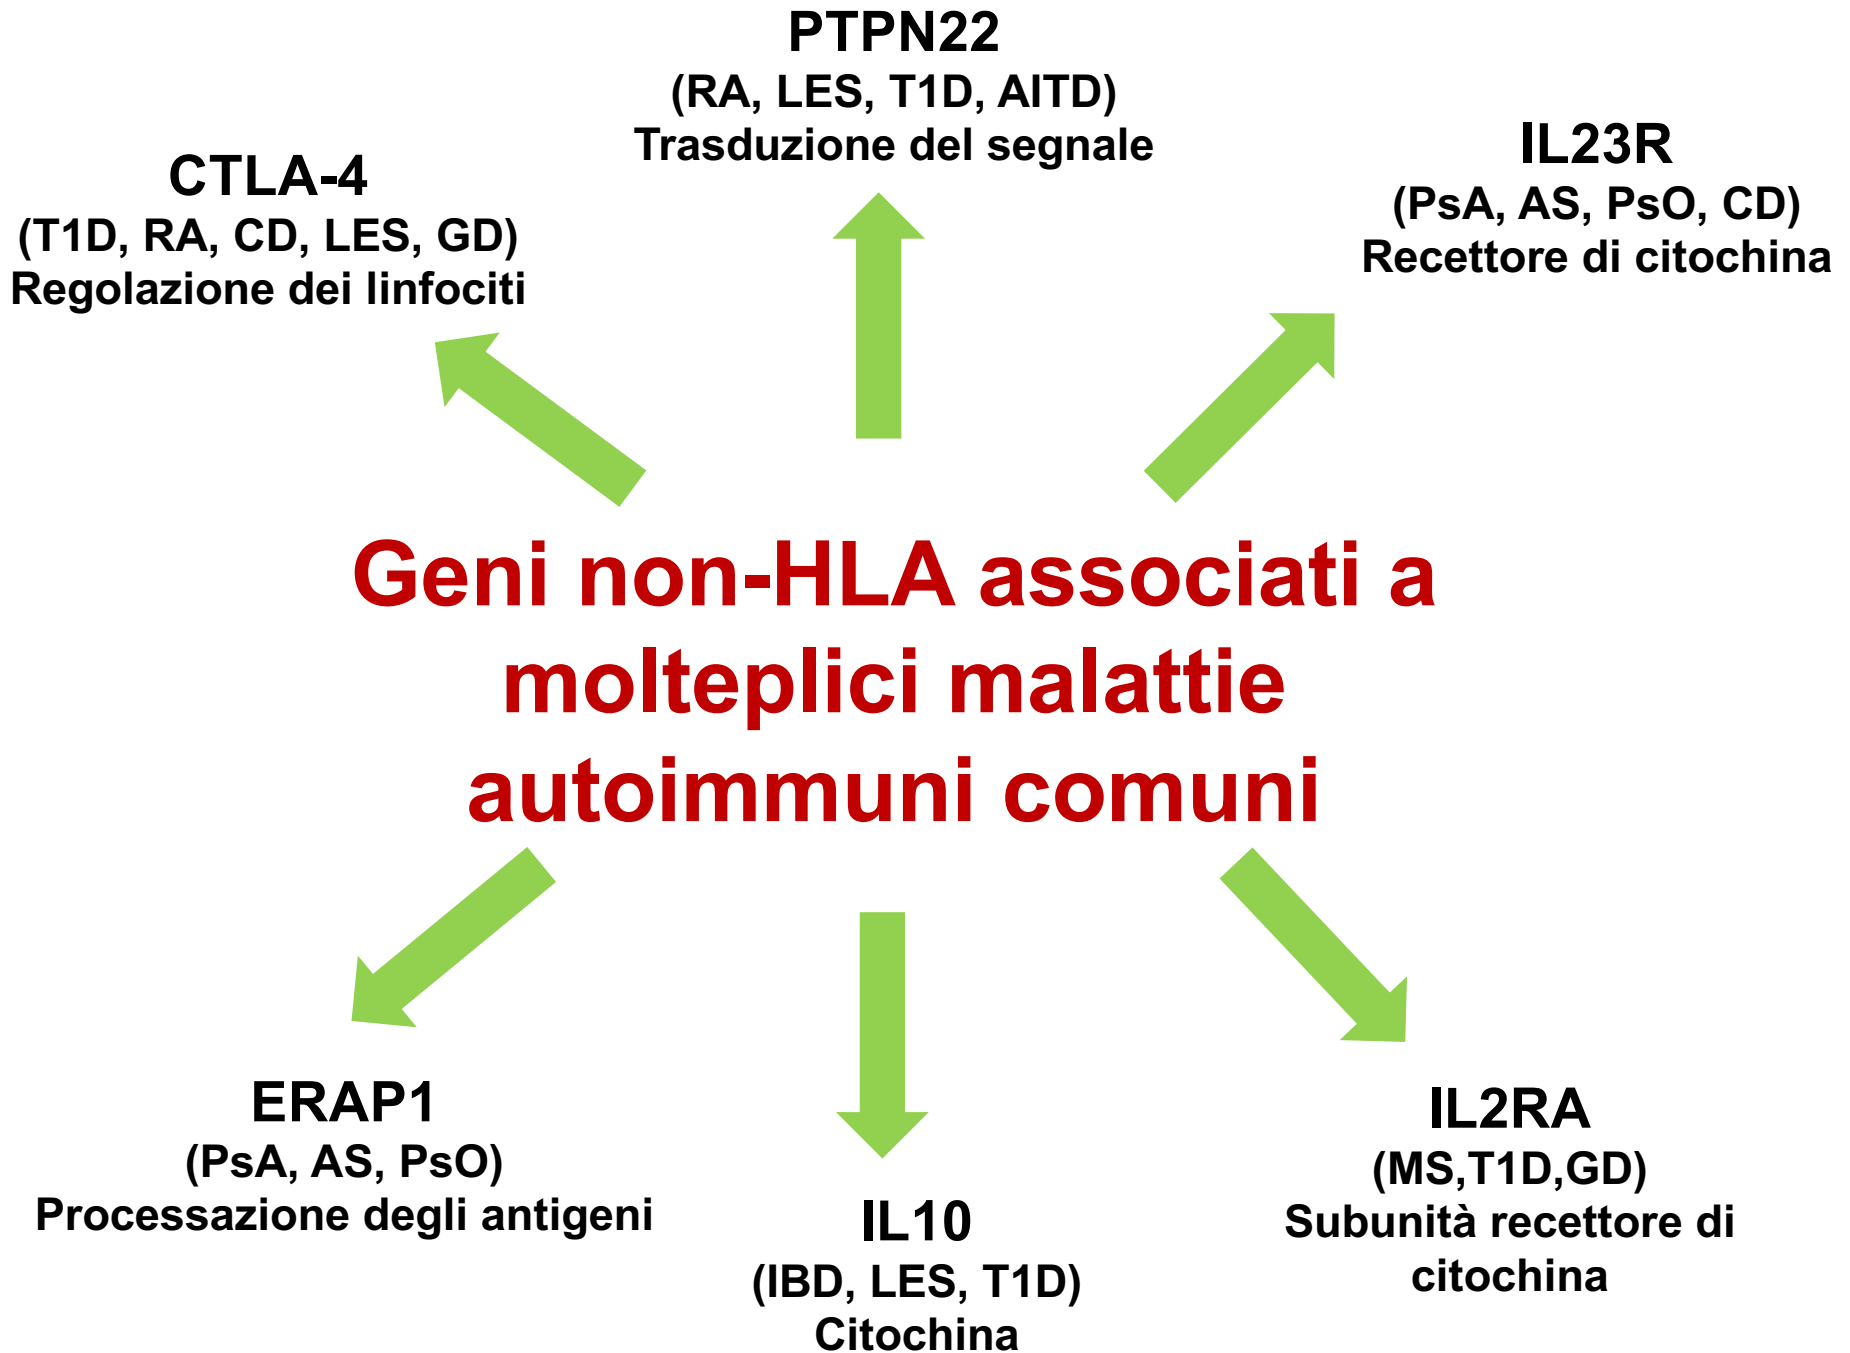 PTPN22
(RA, LES, T1D, AITD)
Trasduzione del segnale
CTLA-4
(T1D, RA, CD, LES, GD)
Regolazione dei linfociti
IL23R
(PsA, AS, PsO, CD)
Recettore di citochina
Geni non-HLA associati a
molteplici malattie
autoimmuni comuni
ERAP1
(PsA, AS, PsO)
Processazione degli antigeni
IL10
(IBD, LES, T1D)
Citochina
IL2RA
(MS,T1D,GD)
Subunità recettore di
citochina